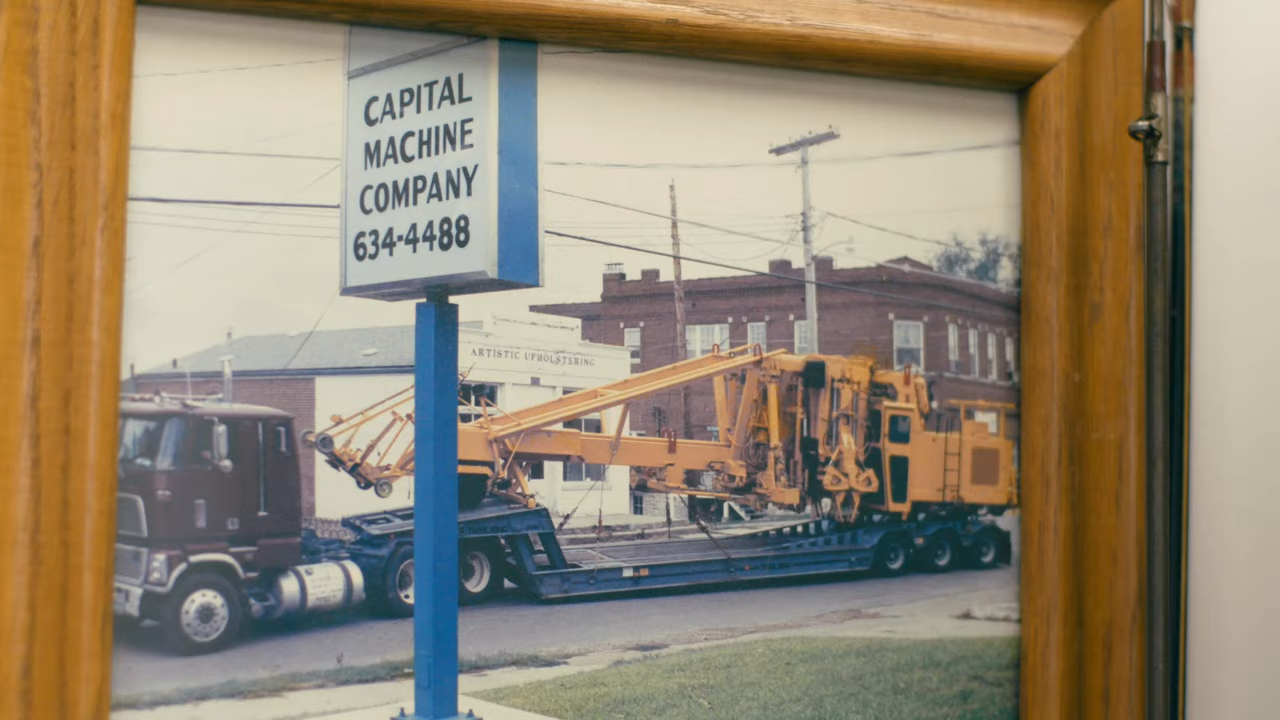 CAPITAL
MACHINE
COMPANY
634-4488
ARTISTIC UPHOLSTERING